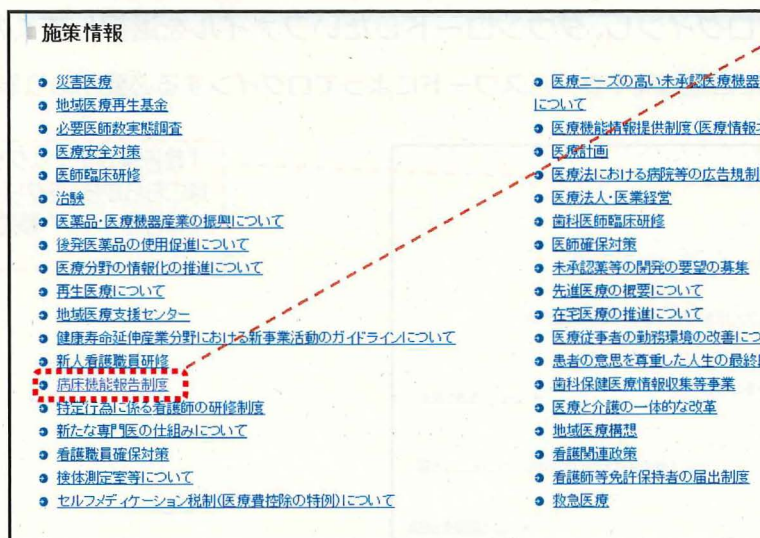 施策情報
災害医療
地域医療再生基金
必要医師数実態調査
医療安全対策
医師臨床研修
治験
医薬品・医療機器産業の振興について
後発医薬品の使用促進について
医療分野の情報化の推進について
再生医療について
地域医療支援センター
健康寿命延伸産業分野における新事業活動のガイドラインについて
新人看護職員研修
病床機能報告制度
特定行為に係る看護師の研修制度
新たな専門医の仕組みについて
看護職員確保対策
検体測定室等について
セルフメディケーション税制(医療費控除の特例)について
医療ニーズの高い未承認医療機器
について
医療機能情報提供制度(医療情報
医療計画
医療法における病院等の広告規制
医療法人・医業経営
歯科医師臨床研修
医師確保対策
未承認薬等の開発の要望の募集
先進医療の概要について
在宅医療の推進について
医療従事者の勤務環境の改善につ
患者の意思を尊重した人生の最終
歯科保健医療情報収集等事業
医療と介護の一体的な改革
地域医療構想
看護関連政策
看護師等免許保持者の届出制度
救急医療